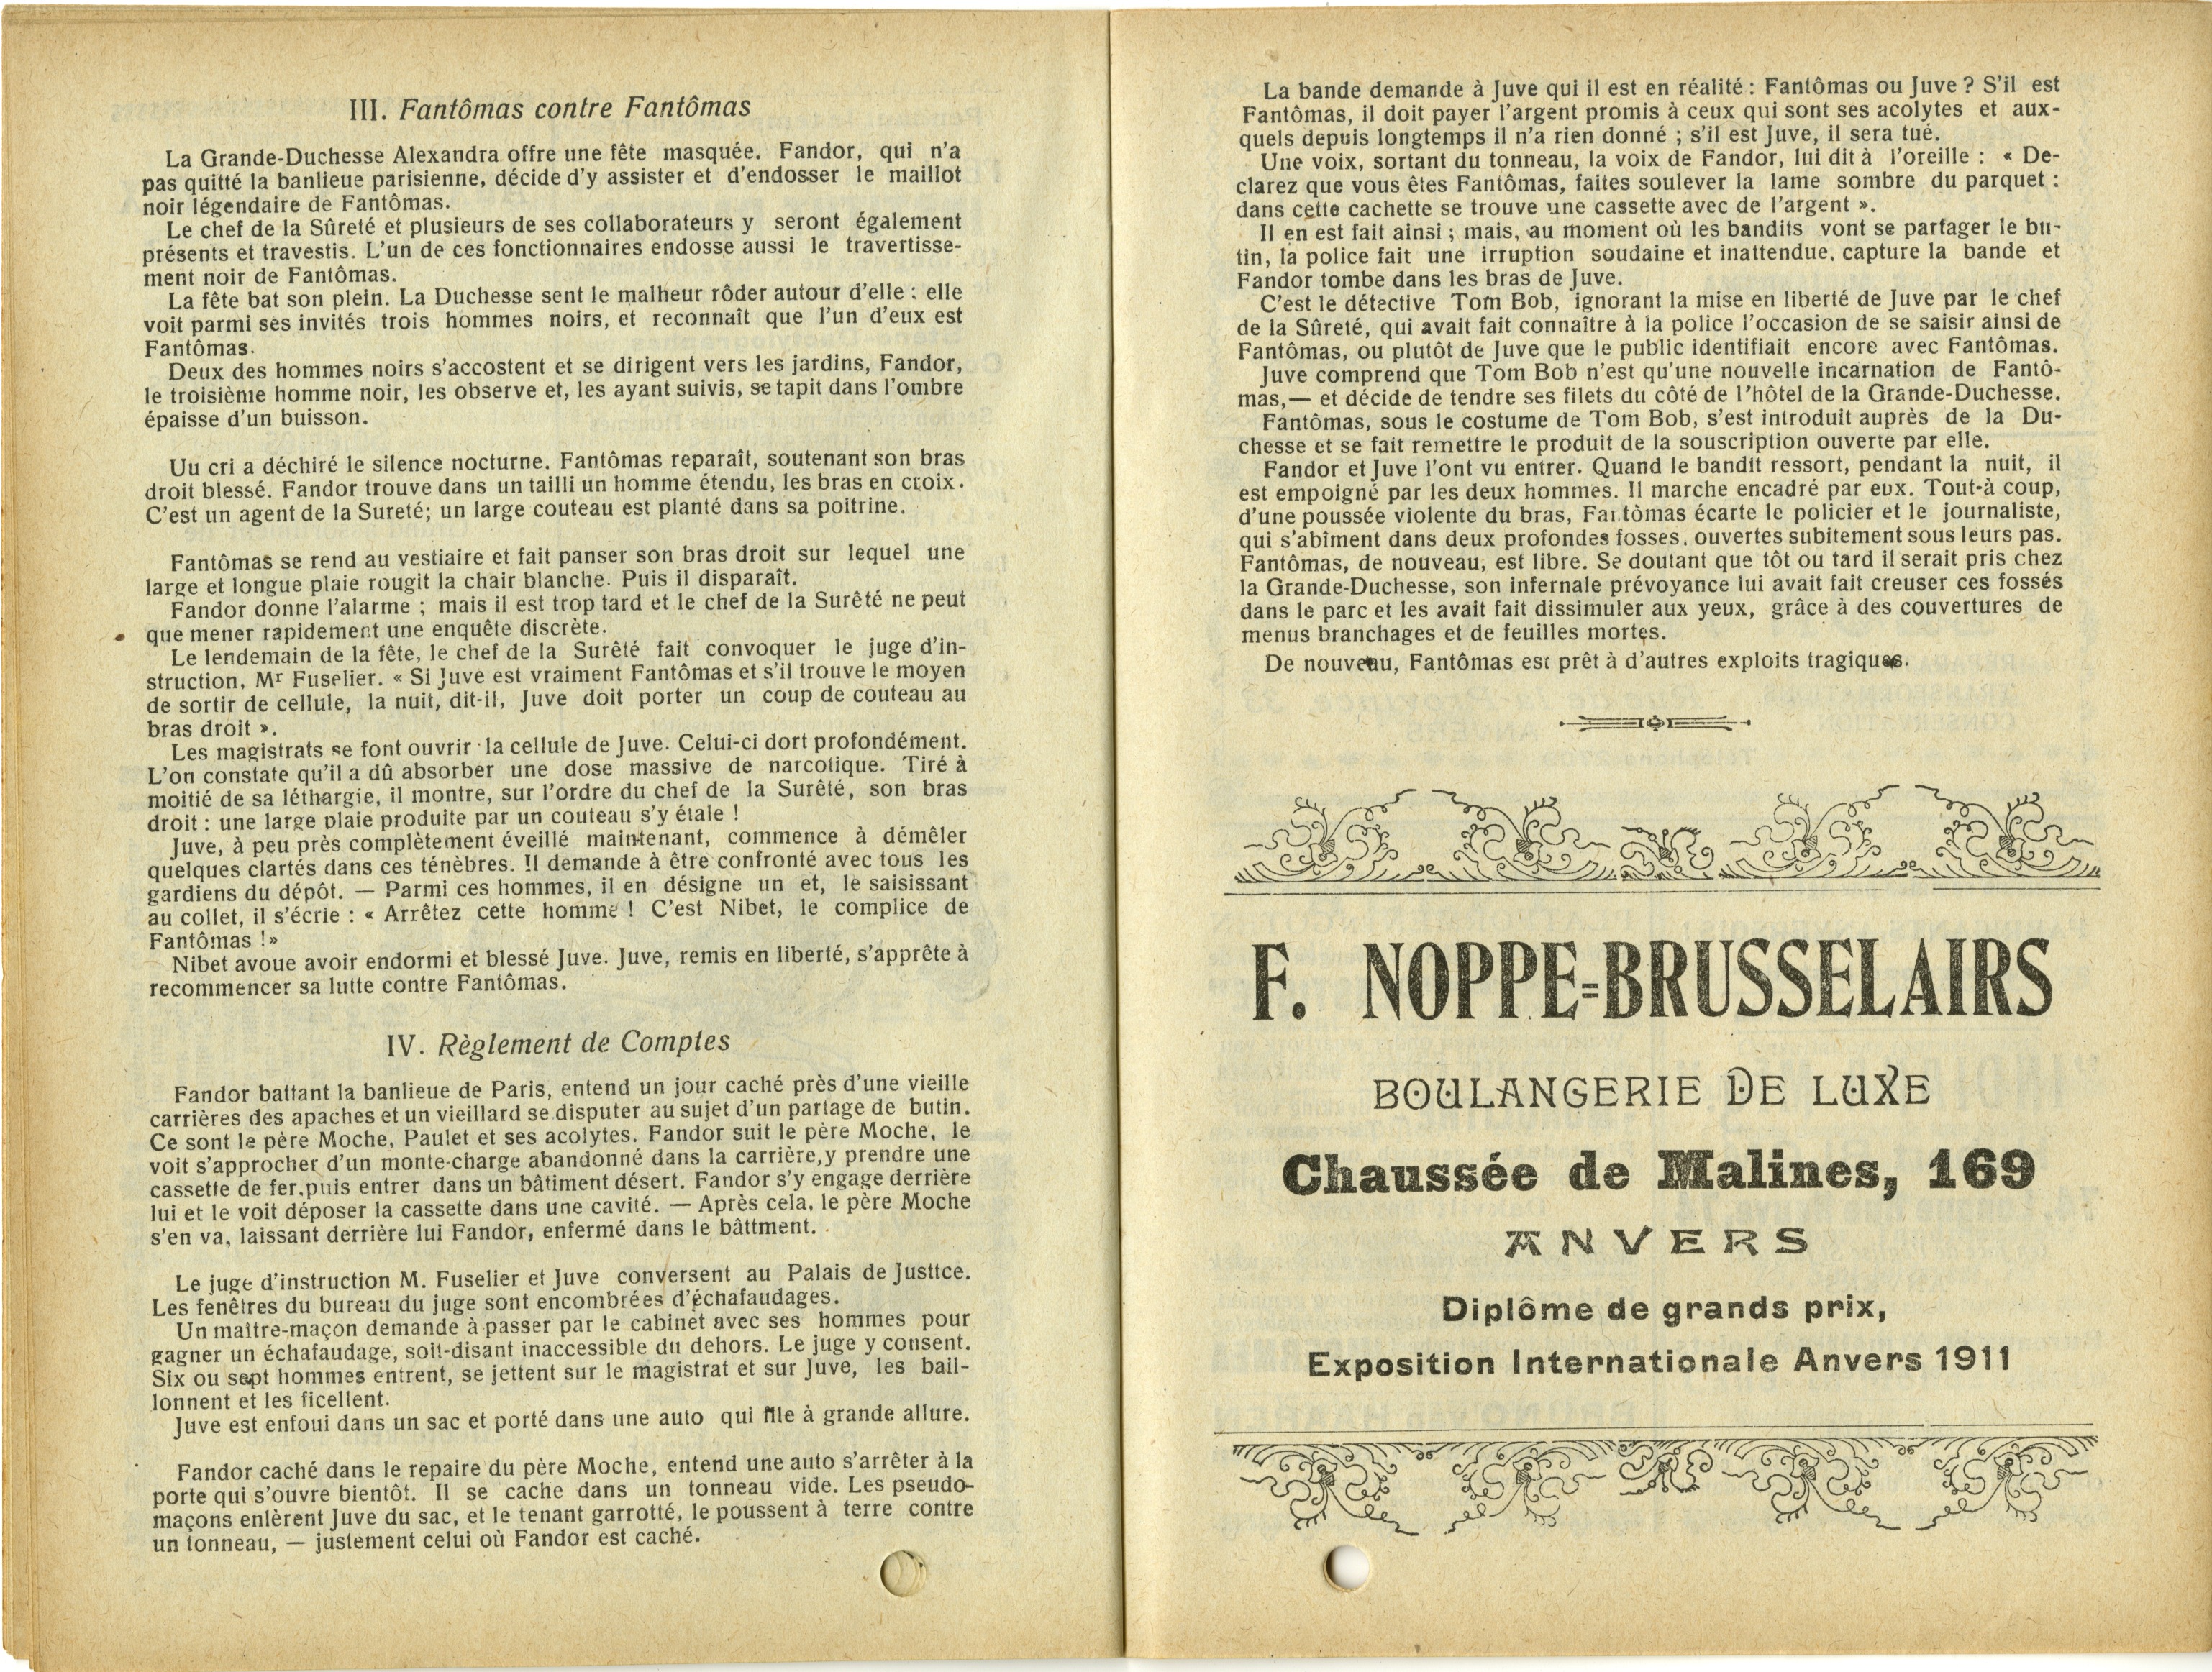 III. Fantômas contre Fantômas
La Grande-Duchesse Alexandra offre une fête masquée. Fandor, qui n'a
pas quitté la banlieue parisienne, décide d'y assister et d'endosser le maillot
noir légendaire de Fantômas.
Le chef de la Sûreté et plusieurs de ses collaborateurs y seront également
présents et travestis. L'un de ces fonctionnaires endosse aussi le travertisse-
ment noir de Fantômas.
La fête bat son plein. La Duchesse sent le malheur rôder autour d'elle : elle
voit parmi ses invités trois hommes noirs, et reconnaît que l'un d'eux est
Fantômas.
Deux des hommes noirs s'accostent et se dirigent vers les jardins, Fandor,
le troisième homme noir, les observe et, les ayant suivis, se tapit dans l'ombre
épaisse d'un buisson.
Uu cri a déchiré le silence nocturne. Fantômas reparaît, soutenant son bras
droit blessé. Fandor trouve dans un tailli un homme étendu, les bras en croix.
C'est un agent de la Sureté; un large couteau est planté dans sa poitrine.
Fantômas se rend au vestiaire et fait panser son bras droit sur lequel une
large et longue plaie rougit la chair blanche. Puis il disparaît.
Fandor donne l'alarme ; mais il est trop tard et le chef de la Surêté ne peut
que mener rapidement une enquête discrète.
Le lendemain de la fête, le chef de la Surêté fait convoquer le juge d'in-
struction, Mr Fuselier. « Si Juve est vraiment Fantômas et s'il trouve le moyen
de sortir de cellule, la nuit, dit-il, Juve doit porter un coup de couteau au
bras droit ».
Les magistrats se font ouvrir la cellule de Juve. Celui-ci dort profondément.
L'on constate qu'il a dû absorber une dose massive de narcotique. Tiré à
moitié de sa léthargie, il montre, sur l'ordre du chef de la Surêté, son bras
droit : une large plaie produite par un couteau s'y étale !
Juve, à peu près complètement éveillé maintenant, commence à démêler
quelques clartés dans ces ténèbres. Il demande à être confronté avec tous les
gardiens du dépôt. — Parmi ces hommes, il en désigne un et, le saisissant
au collet, il s'écrie : « Arrêtez cette homme ! C'est Nibet, le complice de
Fantômas !»
Nibet avoue avoir endormi et blessé Juve. Juve, remis en liberté, s'apprête à
recommencer sa lutte contre Fantômas.
IV. Règlement de Comptes
Fandor battant la banlieue de Paris, entend un jour caché près d'une vieille
carrières des apaches et un vieillard se disputer au sujet d'un partage de butin.
Ce sont le père Moche, Paulet et ses acolytes. Fandor suit le père Moche, le
voit s'approcher d'un monte-charge abandonné dans la carrière,y prendre une
cassette de fer.puis entrer dans un bâtiment désert. Fandor s'y engage derrière
lui et le voit déposer la cassette dans une cavité. — Après cela, le père Moche
s'en va, laissant derrière lui Fandor, enfermé dans le bâttment.
Le juge d'instruction M. Fuselier et Juve conversent au Palais de Justtce.
Les fenêtres du bureau du juge sont encombrées d'échafaudages.
Un maître-maçon demande à passer par le cabinet avec ses hommes pour
gagner un échafaudage, soit-disant inaccessible du dehors. Le juge y consent.
Six ou sept hommes entrent, se jettent sur le magistrat et sur Juve, les bail-
lonnent et les ficellent.
Juve est enfoui dans un sac et porté dans une auto qui file à grande allure.
Fandor caché dans le repaire du père Moche, entend une auto s'arrêter à la
porte qui s'ouvre bientôt. Il se cache dans un tonneau vide. Les pseudo-
maçons enlèrent Juve du sac, et le tenant garrotté, le poussent à terre contre
un tonneau, — justement celui où Fandor est caché.
La bande demande à Juve qui il est en réalité : Fantômas ou Juve ? S'il est
Fantômas, il doit payer l'argent promis à ceux qui sont ses acolytes et aux-
quels depuis longtemps il n'a rien donné ; s'il est Juve, il sera tué.
Une voix, sortant du tonneau, la voix de Fandor, lui dit à l'oreille : « De-
clarez que vous êtes Fantômas, faites soulever la lame sombre du parquet :
dans cette cachette se trouve une cassette avec de l'argent ».
Il en est fait ainsi ; mais, au moment où les bandits vont se partager le bu-
tin, la police fait une irruption soudaine et inattendue, capture la bande et
Fandor tombe dans les bras de Juve.
C'est le détective Tom Bob, ignorant la mise en liberté de Juve par le chef
de la Sûreté, qui avait fait connaître à la police l'occasion de se saisir ainsi de
Fantômas, ou plutôt de Juve que le public identifiait encore avec Fantômas.
Juve comprend que Tom Bob n'est qu'une nouvelle incarnation de Fantô-
mas,— et décide de tendre ses filets du côté de l'hôtel de la Grande-Duchesse.
Fantômas, sous le costume de Tom Bob, s'est introduit auprès de la Du-
chesse et se fait remettre le produit de la souscription ouverte par elle.
Fandor et Juve l'ont vu entrer. Quand le bandit ressort, pendant la nuit, il
est empoigné par les deux hommes. Il marche encadré par eux. Tout-à coup,
d'une poussée violente du bras, Fantòmas écarte le policier et le journaliste,
qui s'abîment dans deux profondes fosses, ouvertes subitement sous leurs pas.
Fantômas, de nouveau, est libre. Se doutant que tôt ou tard il serait pris chez
la Grande-Duchesse, son infernale prévoyance lui avait fait creuser ces fossés
dans le parc et les avait fait dissimuler aux yeux, grâce à des couvertures de
menus branchages et de feuilles mortes.
De nouveau, Fantômas est prêt à d'autres exploits tragiques.
F. NOPPE=BRUSSELAIRS
BOULANGERIE DE LUXE
Chaussée de Malines, 169
ANVERS
Diplôme de grands prix,
Exposition Internationale Anvers 1911